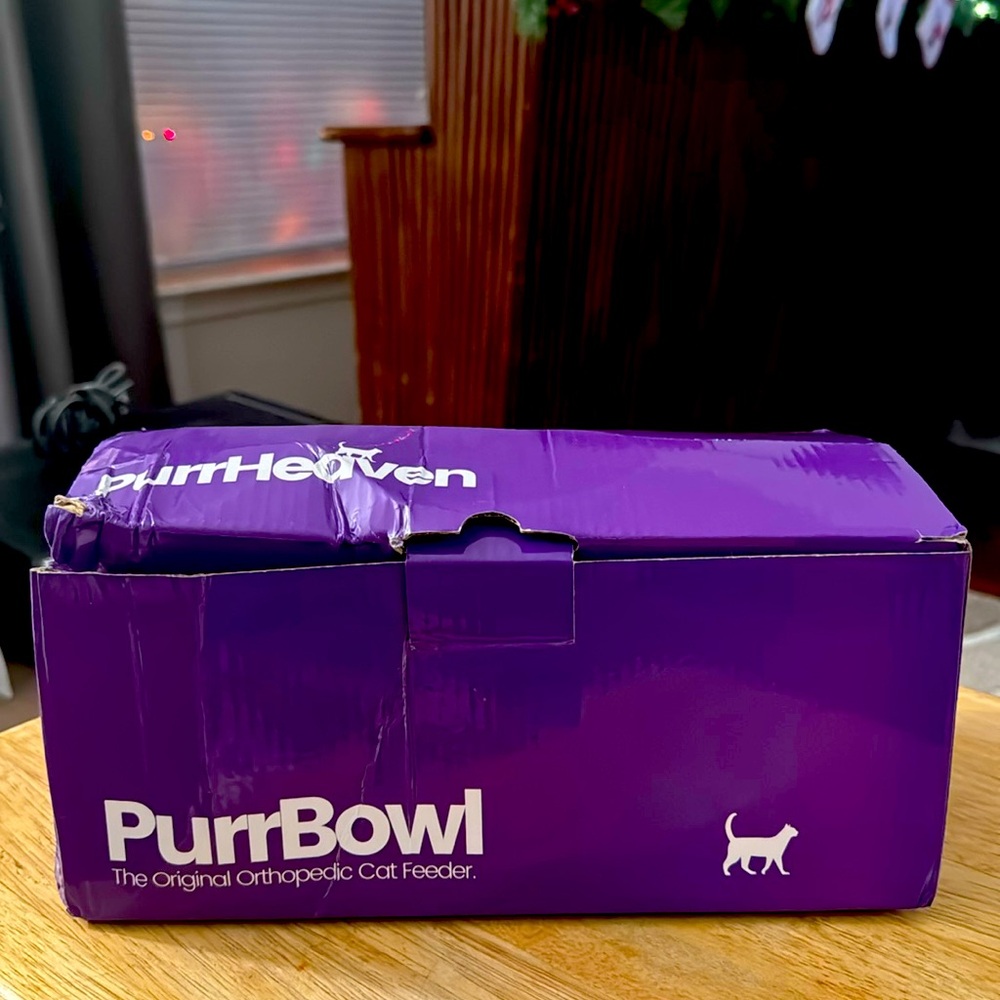 purrHeaven
PurrBowl
The Original Orthopedic Cat Feeder.